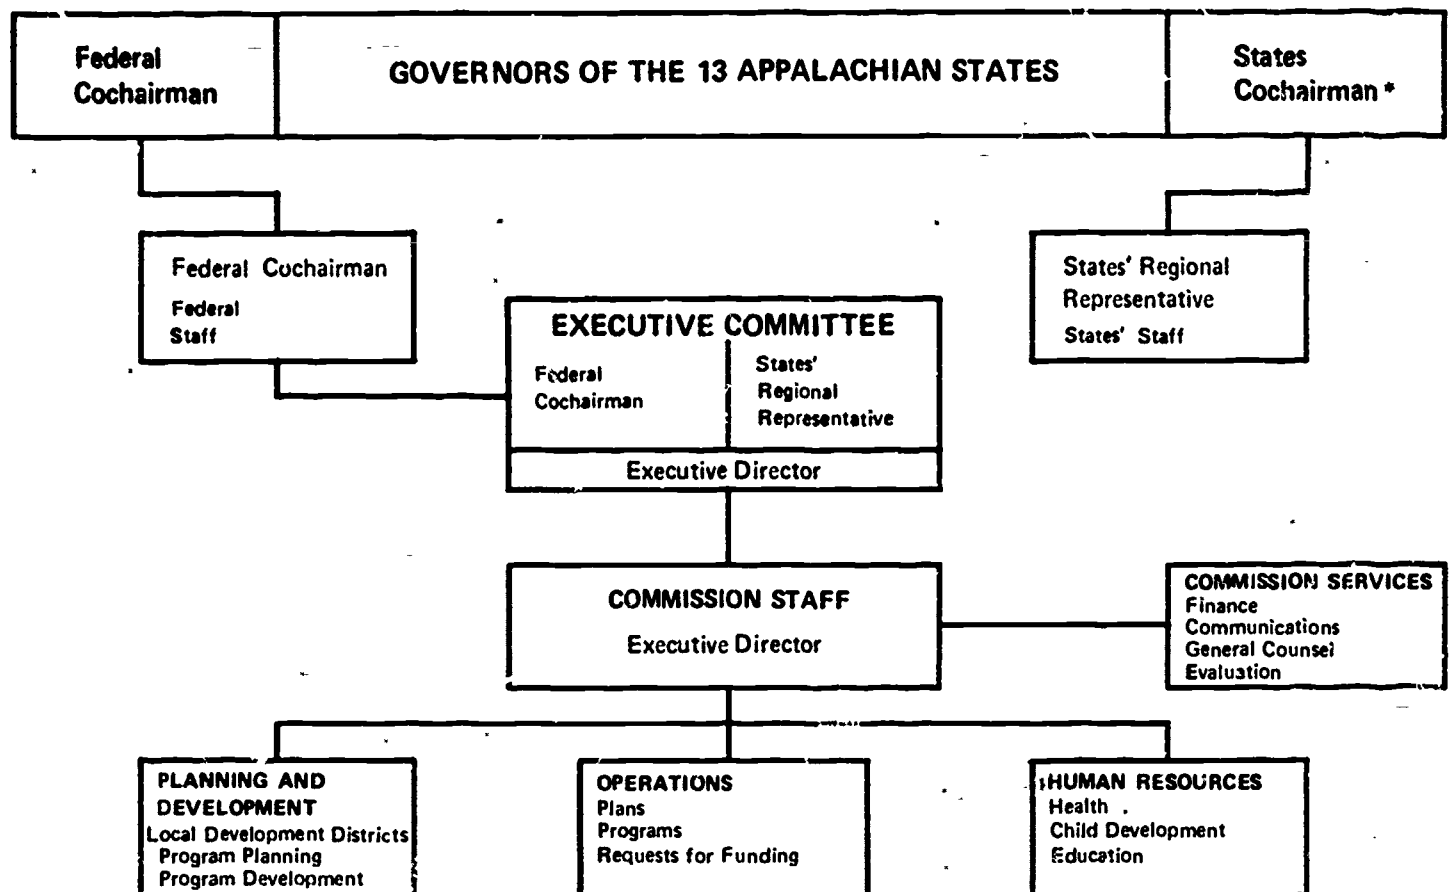 Federal
Cochairman
GOVERNORS OF THE 13 APPALACHIAN STATES
States
Cochairman *
Federal Cochairman
Federal
Staff
States' Regional
Representative
States' Staff
EXECUTIVE COMMITTEE
Federal
Cochairman
States'
Regional
Representative
Executive Director
COMMISSION STAFF
Executive Director
COMMISSION SERVICES
Finance
Communications
General Counsel
Evaluation
PLANNING AND
DEVELOPMENT
Local Development Districts
Program Planning
Program Development
OPERATIONS
Plans
Programs
Requests for Funding
HUMAN RESOURCES
Health
Child Development
Education